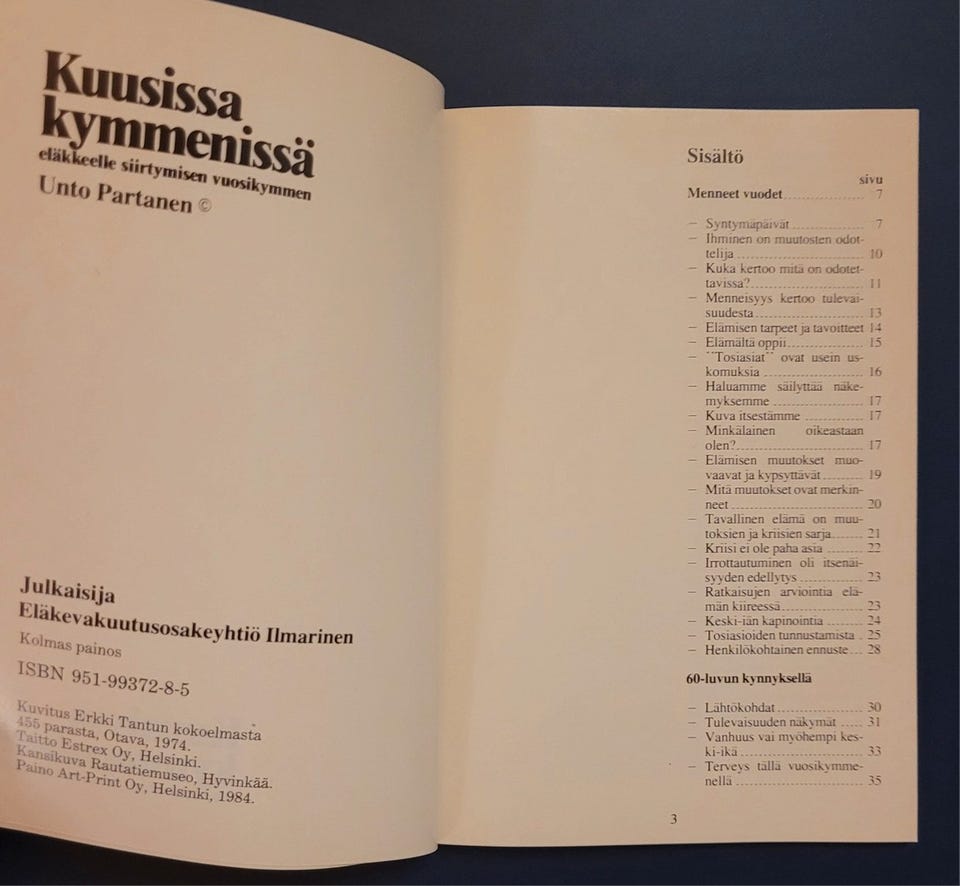 Kuusissa
kymmenissä
eläkkeelle siirtymisen vuosikymmen
Unto Partanen ©
Julkaisija
Eläkevakuutusosakeyhtiö Ilmarinen
Kolmas painos
ISBN 951-99372-8-5
Kuvitus Erkki Tantun kokoelmasta
455 parasta, Otava, 1974.
Taitto Estrex Oy, Helsinki.
Kansikuva Rautatiemuseo, Hyvinkää.
Paino Art-Print Oy, Helsinki, 1984.
Sisältö
sivu
Menneet vuodet 7
– Syntymäpäivät 7
– Ihminen on muutosten odot-
telija 10
– Kuka kertoo mitä on odotet-
tavissa? 11
– Menneisyys kertoo tulevai-
suudesta 13
– Elämisen tarpeet ja tavoitteet 14
– Elämältä oppii 15
– ¨Tosiasiat¨ ovat usein us-
komuksia 16
– Haluamme säilyttää näke-
myksemme 17
– Kuva itsestämme 17
– Minkälainen oikeastaan
olen? 17
– Elämisen muutokset muo-
vaavat ja kypsyttävät 19
– Mitä muutokset ovat merkin-
neet 20
– Tavallinen elämä on muu-
toksien ja kriisien sarja 21
– Kriisi ei ole paha asia 22
– Irrottautuminen oli itsenäi-
syyden edellytys 23
– Ratkaisujen arviointia elä-
män kiireessä 23
– Keski-iän kapinointia 24
– Tosiasioiden tunnustamista 25
– Henkilökohtainen ennuste 28
60-luvun kynnyksellä
– Lähtökohdat 30
– Tulevaisuuden näkymät 31
– Vanhuus vai myöhempi kes-
ki-ikä 33
– Terveys tällä vuosikymme-
nellä 35
3